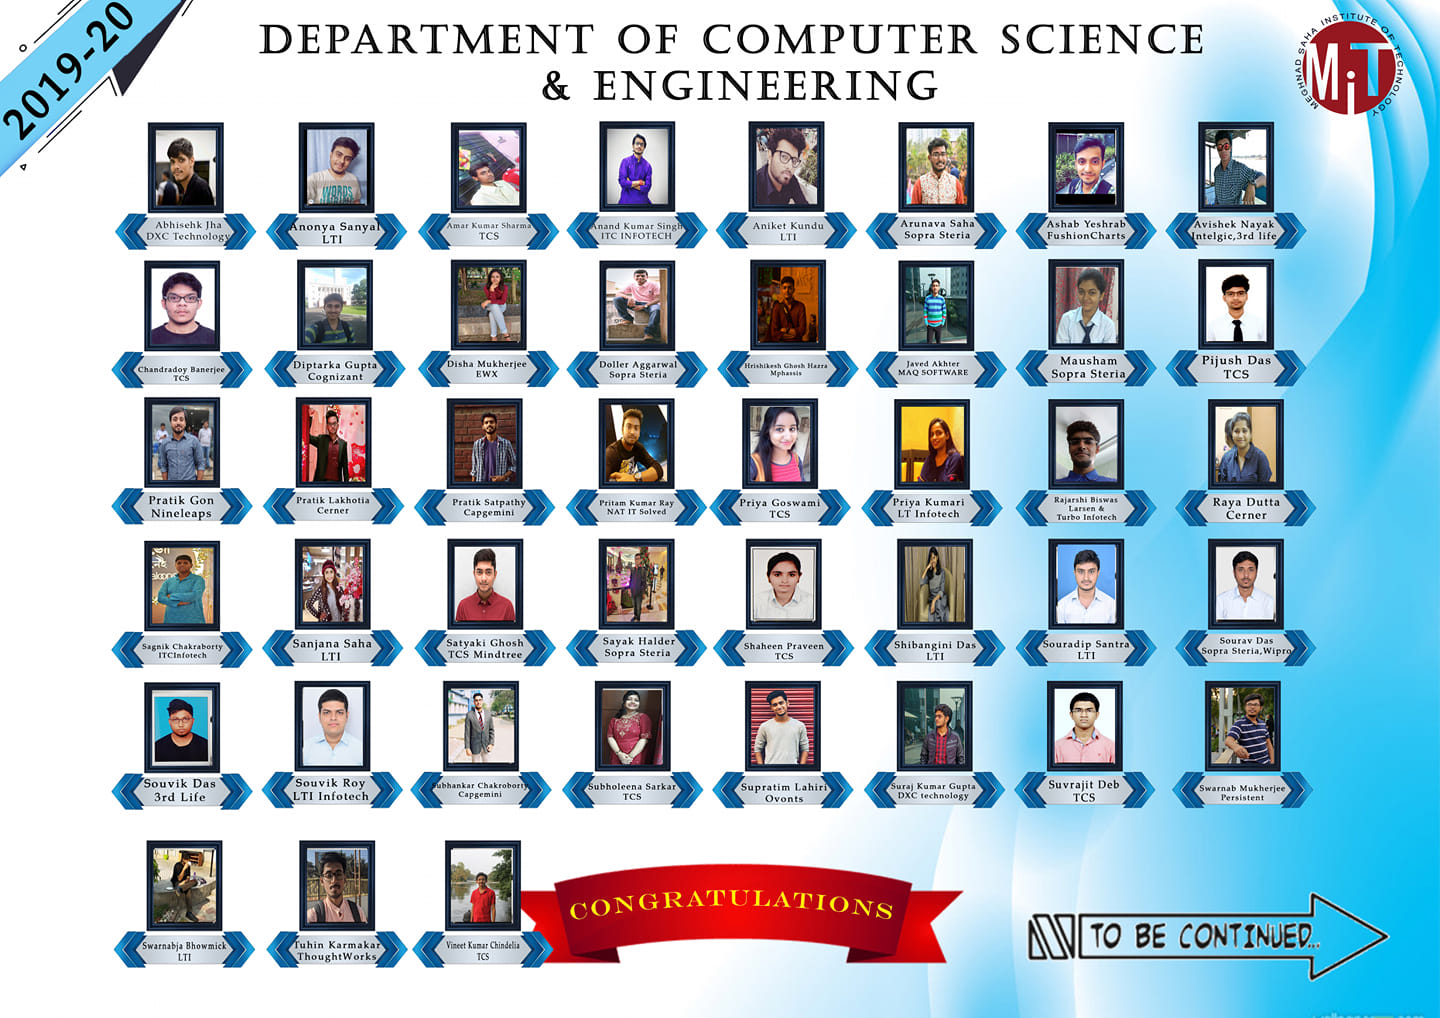 2019-20
DEPARTMENT OF COMPUTER SCIENCE
& ENGINEERING
MEGHNAD SAHA INSTITUTE OF TECHNOLOGY
MiT
Abhisehk Jha
DXC Technology
Anonya Sanyal
LTI
Amar Kumar Sharma
TCS
Anand Kumar Singh
ITC INFOTECH
Aniket Kundu
LTI
Arunava Saha
Sopra Steria
Ashab Yeshrab
FushionCharts
Avishek Nayak
Intelgic,3rd life
Chandradoy Banerjee
TCS
Diptarka Gupta
Cognizant
Disha Mukherjee
EWX
Doller Aggarwal
Sopra Steria
Hrishikesh Ghosh Hazra
Mphassis
Javed Akhter
MAQ SOFTWARE
Mausham
Sopra Steria
Pijush Das
TCS
Pratik Gon
Nineleaps
Pratik Lakhotia
Cerner
Pratik Satpathy
Capgemini
Pritam Kumar Ray
NAT IT Solved
Priya Goswami
TCS
Priya Kumari
LT Infotech
Rajarshi Biswas
Larsen &
Turbo Infotech
Raya Dutta
Cerner
Sagnik Chakraborty
ITCInfotech
Sanjana Saha
LTI
Satyaki Ghosh
TCS Mindtree
Sayak Halder
Sopra Steria
Shaheen Praveen
TCS
Shibangini Das
LTI
Souradip Santra
LTI
Sourav Das
Sopra Steria,Wipro
Souvik Das
3rd Life
Souvik Roy
LTI Infotech
Subhankar Chakroborty
Capgemini
Subholeena Sarkar
TCS
Supratim Lahiri
Ovonts
Suraj Kumar Gupta
DXC technology
Suvrajit Deb
TCS
Swarnab Mukherjee
Persistent
Swarnabja Bhowmick
LTI
Tuhin Karmakar
ThoughtWorks
Vineet Kumar Chindelia
TCS
CONGRATULATIONS
TO BE CONTINUED...